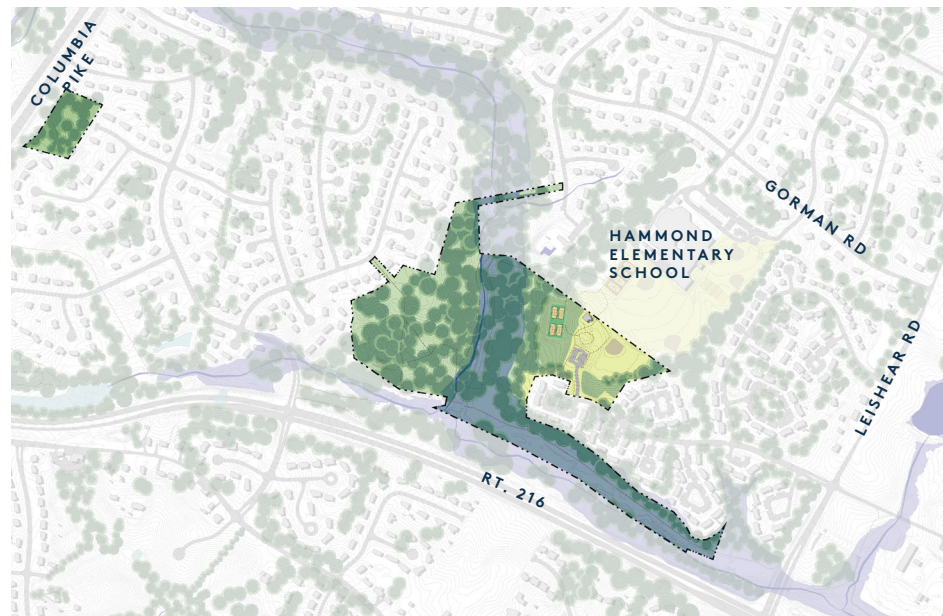 COLUMBIA
PIKE
GORMAN RD
HAMMOND
ELEMENTARY
SCHOOL
LEISHEAR RD
RT. 216